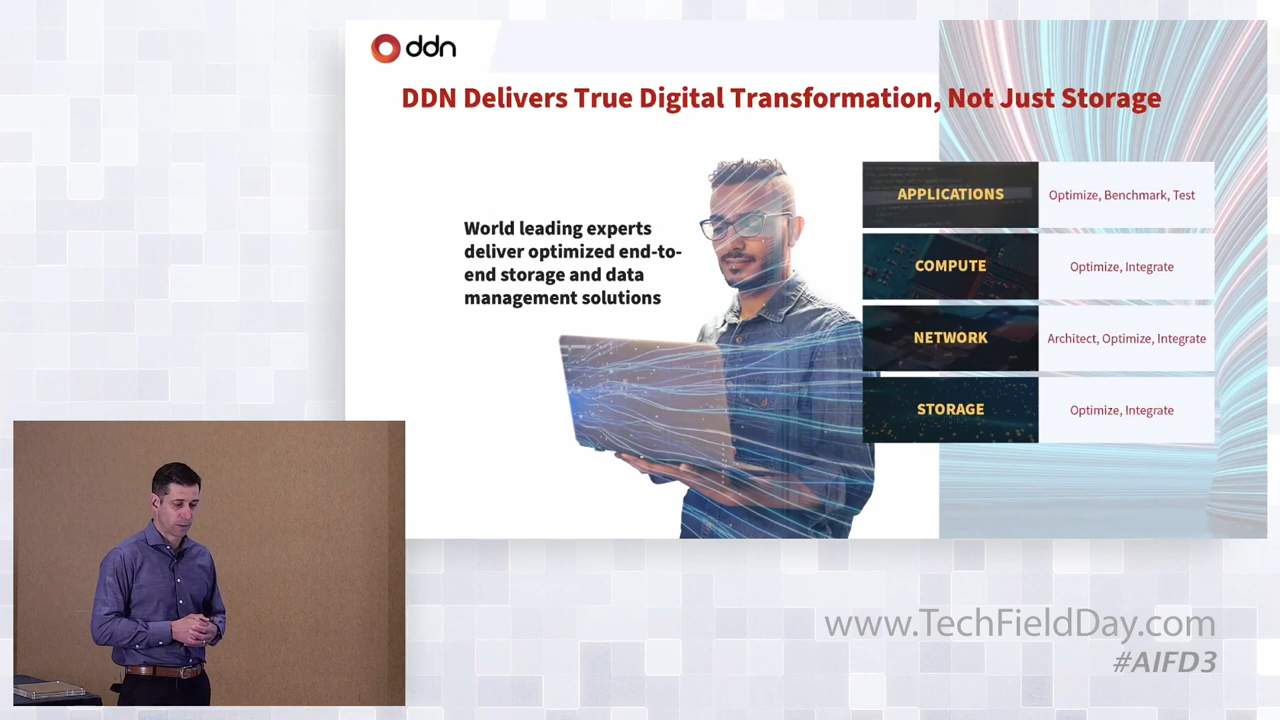 ddn
DDN Delivers True Digital Transformation, Not Just Storage
World leading experts
deliver optimized end-to-
end storage and data
management solutions
APPLICATIONS
Optimize, Benchmark, Test
COMPUTE
Optimize, Integrate
NETWORK
Architect, Optimize, Integrate
STORAGE
Optimize, Integrate
www.TechFieldDay.com
#AIFD3